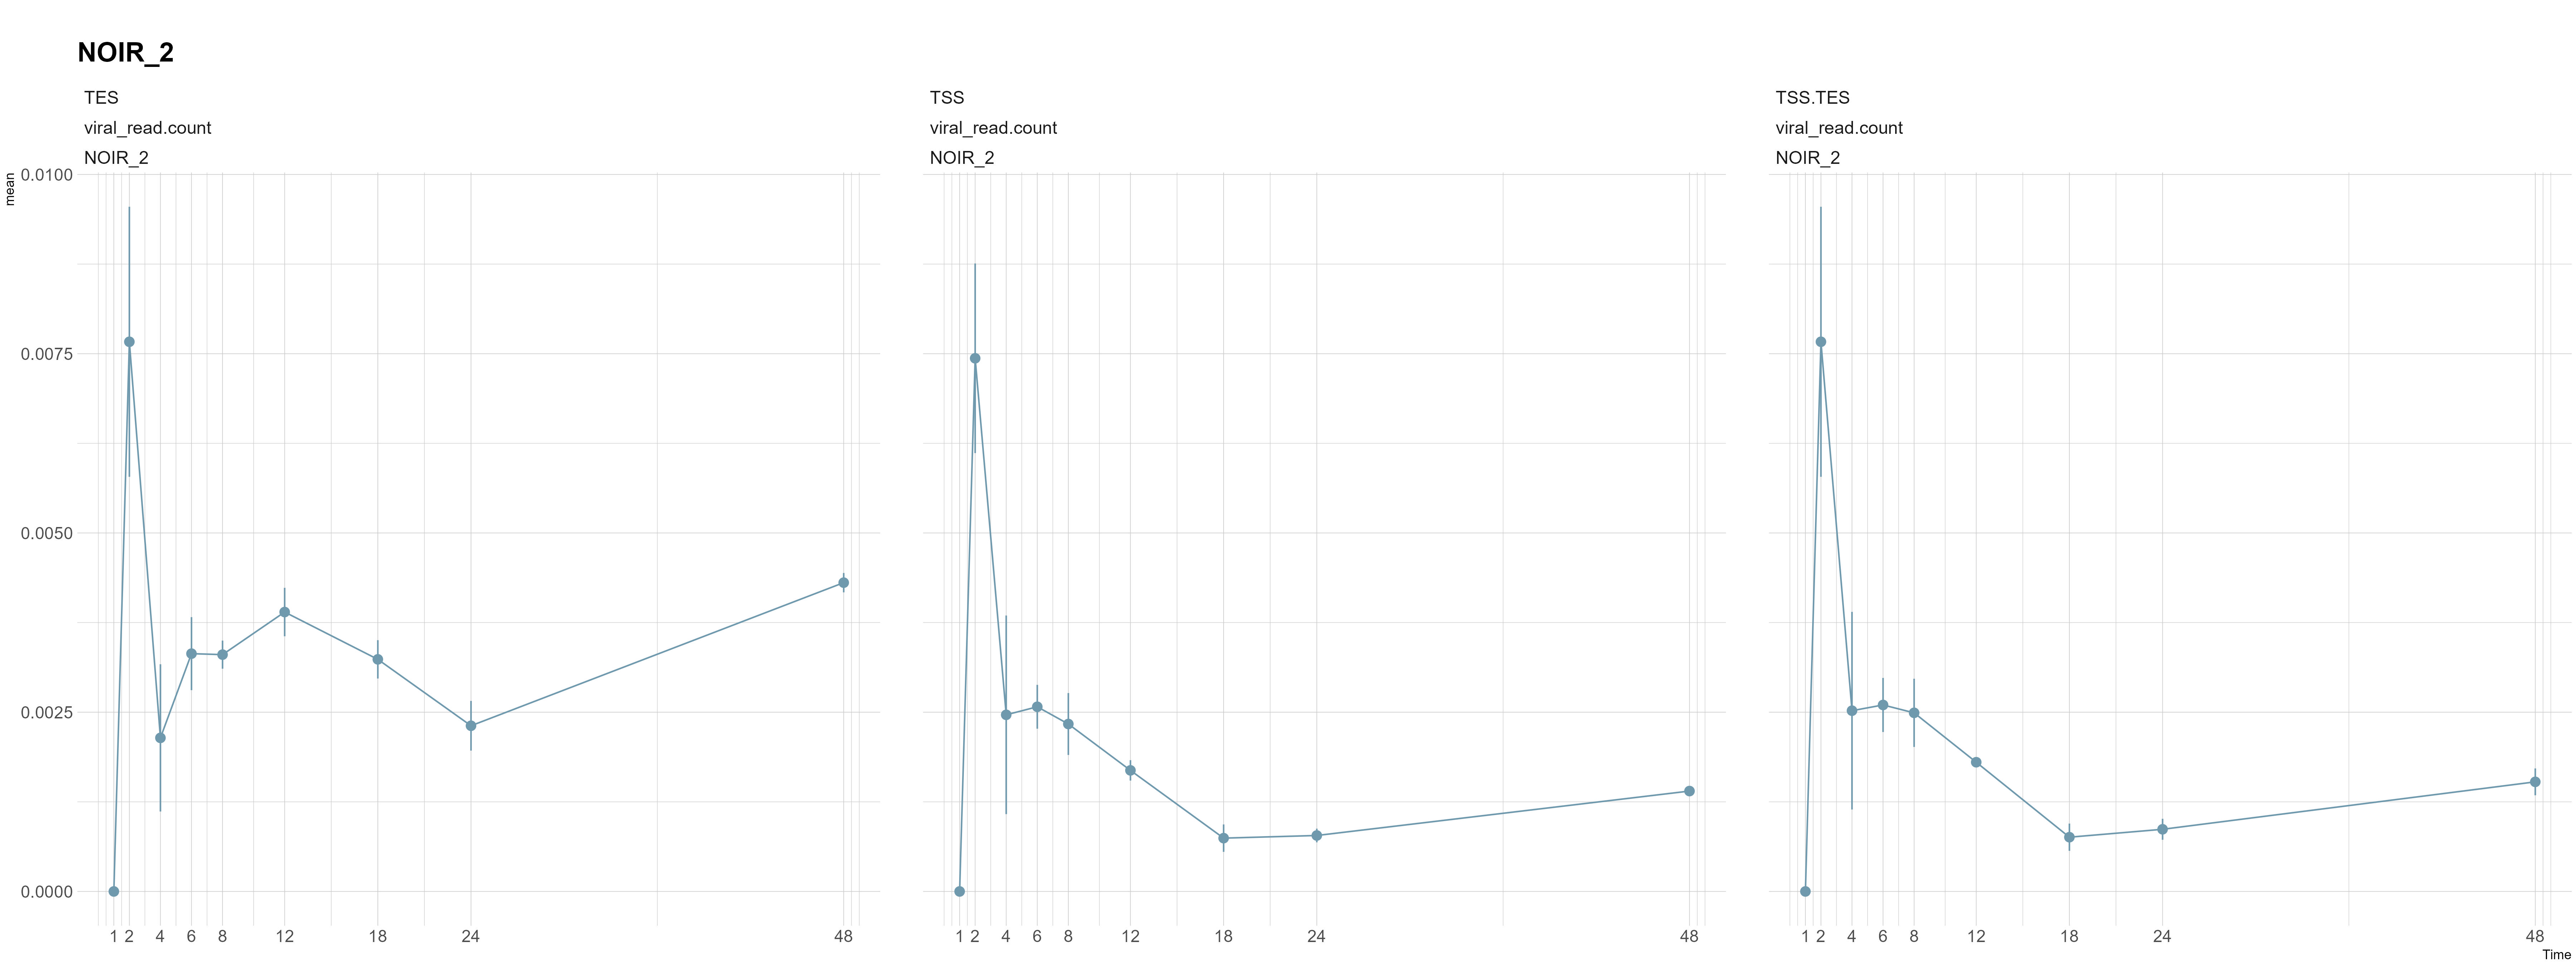 NOIR_2
TES
viral_read.count
NOIR_2
TSS
viral_read.count
NOIR_2
TSS.TES
viral_read.count
NOIR_2
mean
0.0100
0.0075
0.0050
0.0025
0.0000
1 2 4 6 8 12 18 24 48
1 2 4 6 8 12 18 24 48
1 2 4 6 8 12 18 24 48
Time